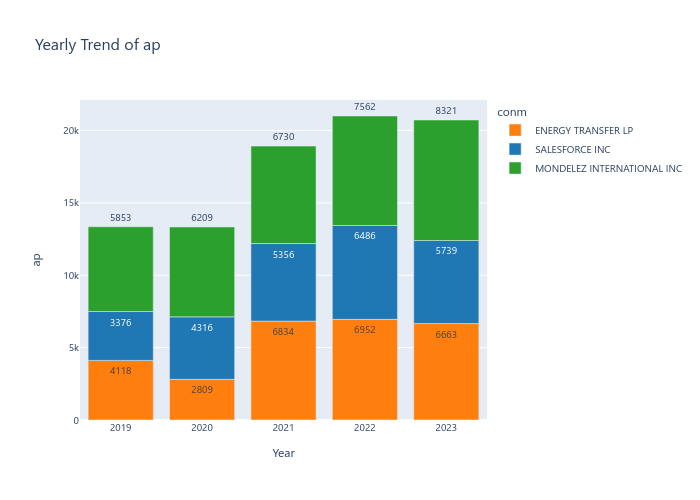 Yearly Trend of ap
conm
ENERGY TRANSFER LP
SALESFORCE INC
MONDELEZ INTERNATIONAL INC
ap
20k
15k
10k
5k
0
5853
6209
6730
7562
8321
3376
4316
5356
6486
5739
4118
2809
6834
6952
6663
2019
2020
2021
2022
2023
Year